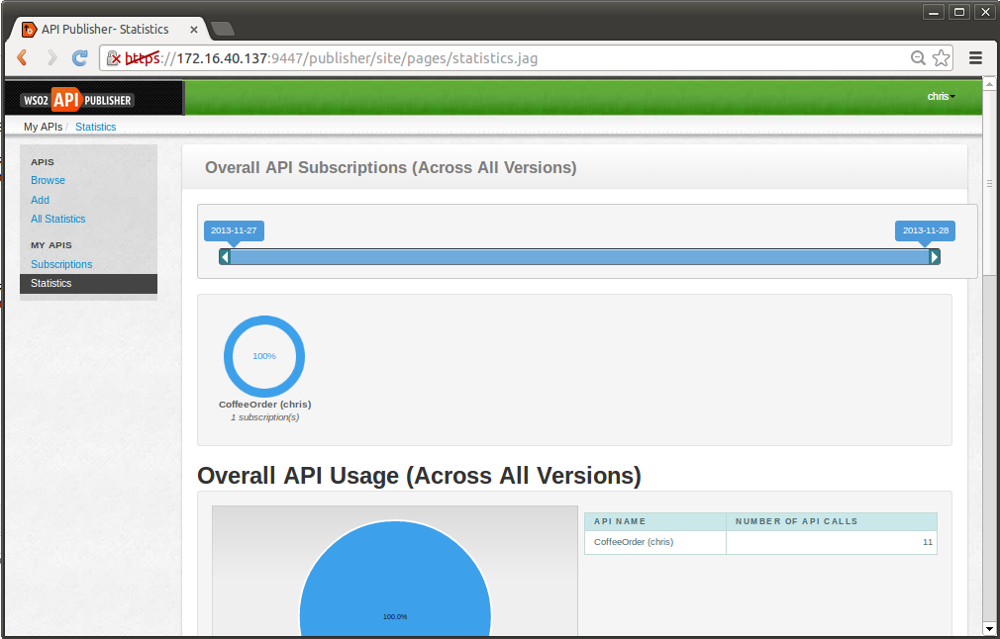 API Publisher- Statistics
https://172.16.40.137:9447/publisher/site/pages/statistics.jag
WSO2 API PUBLISHER
chris
My APIs / Statistics
APIS
Browse
Add
All Statistics
MY APIS
Subscriptions
Statistics
Overall API Subscriptions (Across All Versions)
2013-11-27
2013-11-28
100%
CoffeeOrder (chris)
1 subscription(s)
Overall API Usage (Across All Versions)
100.0%
API NAME NUMBER OF API CALLS
CoffeeOrder (chris) 11